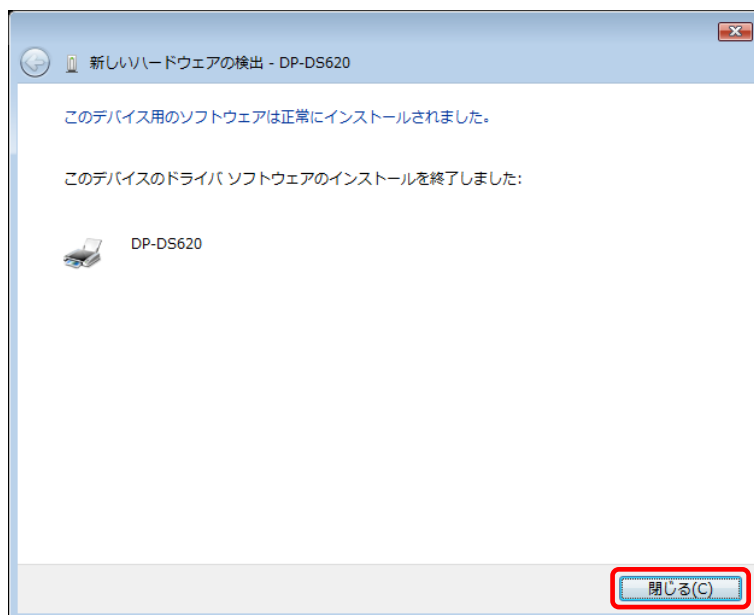 新しいハードウェアの検出 - DP-DS620
このデバイス用のソフトウェアは正常にインストールされました。
このデバイスのドライバ ソフトウェアのインストールを終了しました:
DP-DS620
閉じる(C)